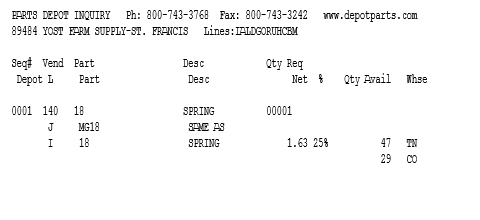 PARTS DEPOT INQUIRY   Ph: 800-743-3768  Fax: 800-743-3242   www.depotparts.com
89484 YOST FARM SUPPLY-ST. FRANCIS   Lines:IALDGORUHCBM
Seq#  Vend  Part                 Desc            Qty Req
Depot L     Part                 Desc                Net  %    Qty Avail   Whse
0001  140   18                   SPRING          00001
J     MG18                 SAME AS
I     18                   SPRING             1.63 25%          47   TN
29   CO